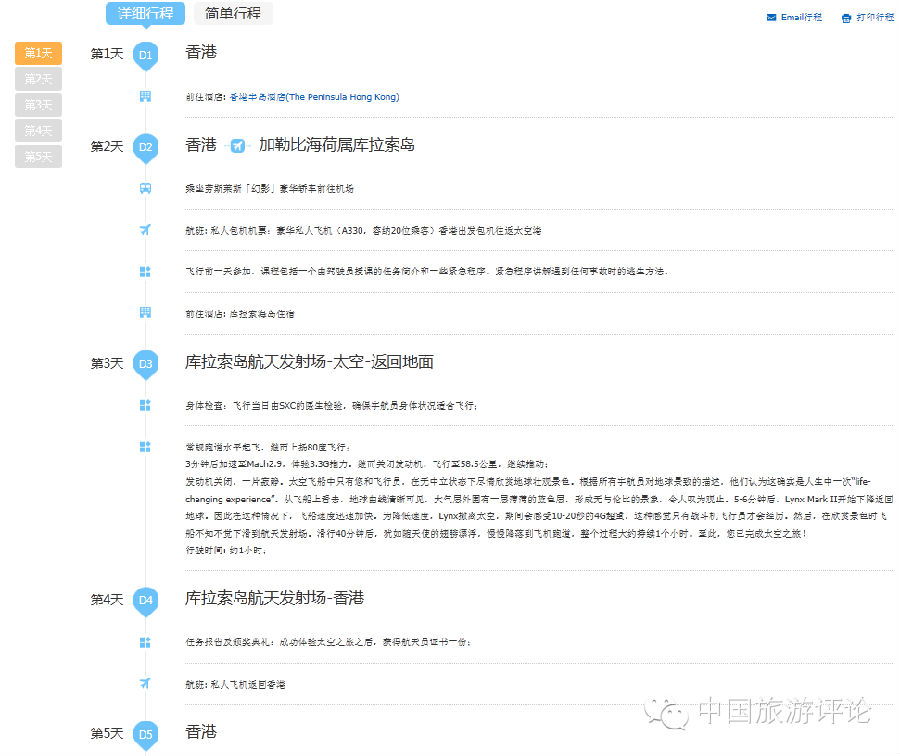 详细行程 简单行程 Email行程 打印行程
第1天
第2天
第3天
第4天
第5天
第1天 D1 香港
前往酒店: 香港半岛酒店(The Peninsula Hong Kong)
第2天 D2 香港 加勒比海荷属库拉索岛
乘坐劳斯莱斯「幻影」豪华轿车前往机场
航班: 私人包机机票：豪华私人飞机（A330，容纳20位乘客）香港出发包机往返太空港
飞行前一天参加，课程包括一个由驾驶员授课的任务简介和一些紧急程序，紧急程序讲解遇到任何事故时的逃生方法.
前往酒店: 库拉索海岛住宿
第3天 D3 库拉索岛航天发射场-太空-返回地面
身体检查：飞行当日由SXC的医生检验，确保宇航员身体状况适合飞行；
常规跑道水平起飞，继而上扬80度飞行；
3分钟后加速至Mach2.9，体验3.3G推力，继而关闭发动机，飞行至58.5公里，继续推动；
发动机关闭，一片寂静。太空飞船中只有您和飞行员，在无中立状态下尽情欣赏地球壮观景色。根据所有宇航员对地球景致的描述，他们认为这确实是人生中一次“life-
changing experience”。从飞船上看去，地球曲线清晰可见，大气层外围有一层薄薄的蓝色层，形成无与伦比的景象，令人叹为观止。5-6分钟后，Lynx Mark II开始下降返回
地球。因此在这种情况下，飞船速度迅速加快。为降低速度，Lynx撤离太空，期间会感受10-20秒的4G超重，这种感觉只有战斗机飞行员才会经历。然后，在欣赏景色时飞
船不知不觉下滑到航天发射场。滑行40分钟后，犹如随天使的翅膀漂浮，慢慢降落到飞机跑道。整个过程大约持续1个小时。至此，您已完成太空之旅！
行驶时间: 约1小时；
第4天 D4 库拉索岛航天发射场-香港
任务报告及颁奖典礼：成功体验太空之旅之后，获得航天员证书一份；
航班: 私人飞机返回香港
第5天 D5 香港
中国旅游评论